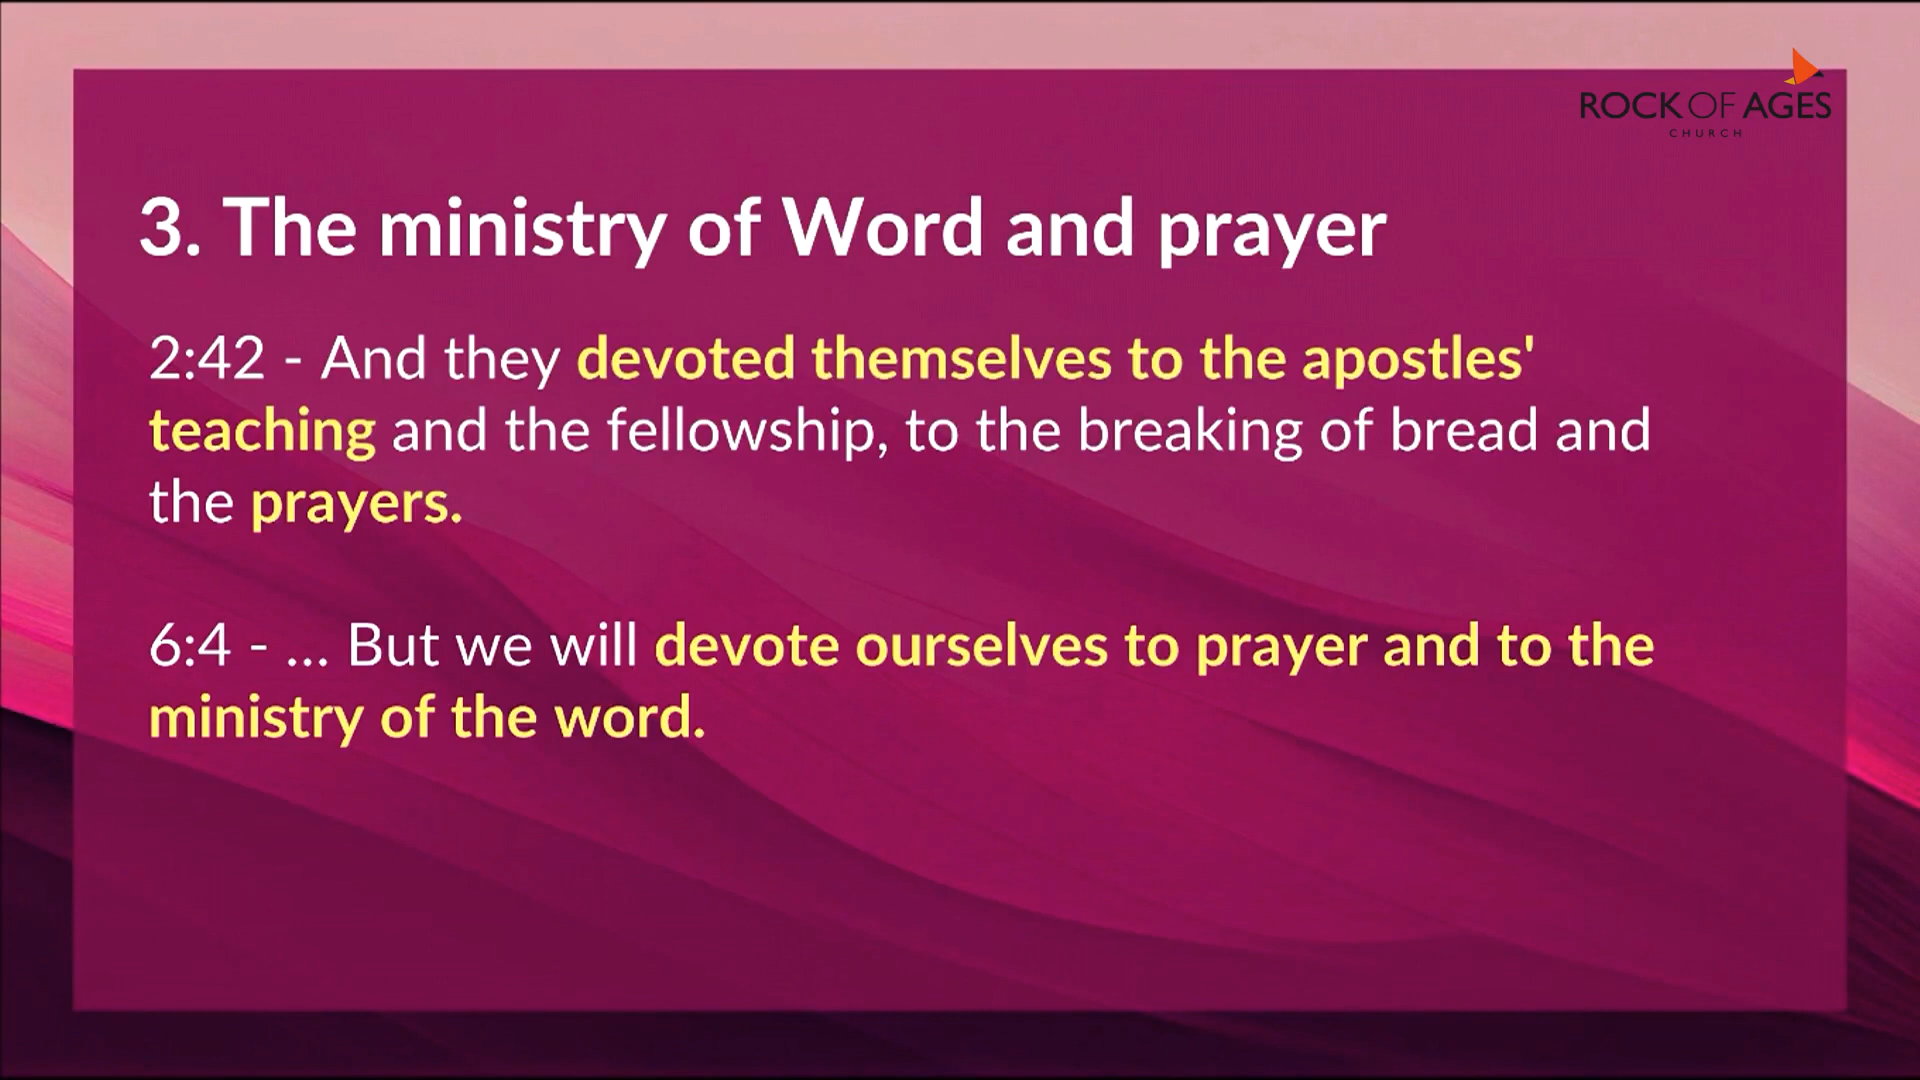 ROCK OF AGES
CHURCH
3. The ministry of Word and prayer
2:42 - And they devoted themselves to the apostles'
teaching and the fellowship, to the breaking of bread and
the prayers.
6:4 - ... But we will devote ourselves to prayer and to the
ministry of the word.